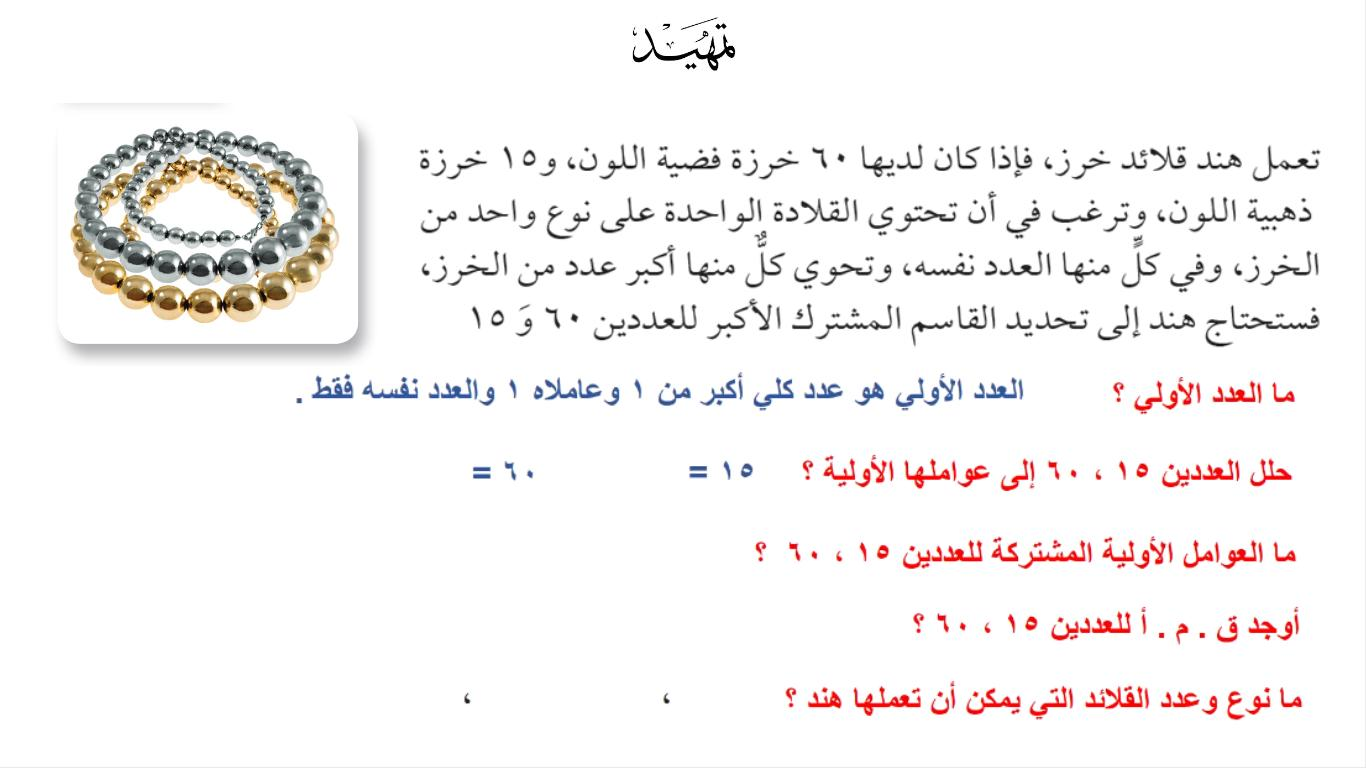 تمهيد
تعمل هند قلائد خرز، فإذا كان لديها ٦٠ خرزة فضية اللون، و١٥ خرزة
ذهبية اللون، وترغب في أن تحتوي القلادة الواحدة على نوع واحد من
الخرز، وفي كلٍّ منها العدد نفسه، وتحوي كلٌّ منها أكبر عدد من الخرز،
فستحتاج هند إلى تحديد القاسم المشترك الأكبر للعددين ٦٠ وَ ١٥
ما العدد الأولي ؟ العدد الأولي هو عدد كلي أكبر من ١ وعاملاه ١ والعدد نفسه فقط .
حلل العددين ١٥ ، ٦٠ إلى عواملها الأولية ؟ ١٥ = ٦٠ =
ما العوامل الأولية المشتركة للعددين ١٥ ، ٦٠ ؟
أوجد ق . م . أ للعددين ١٥ ، ٦٠ ؟
ما نوع وعدد القلائد التي يمكن أن تعملها هند ؟ ، ،